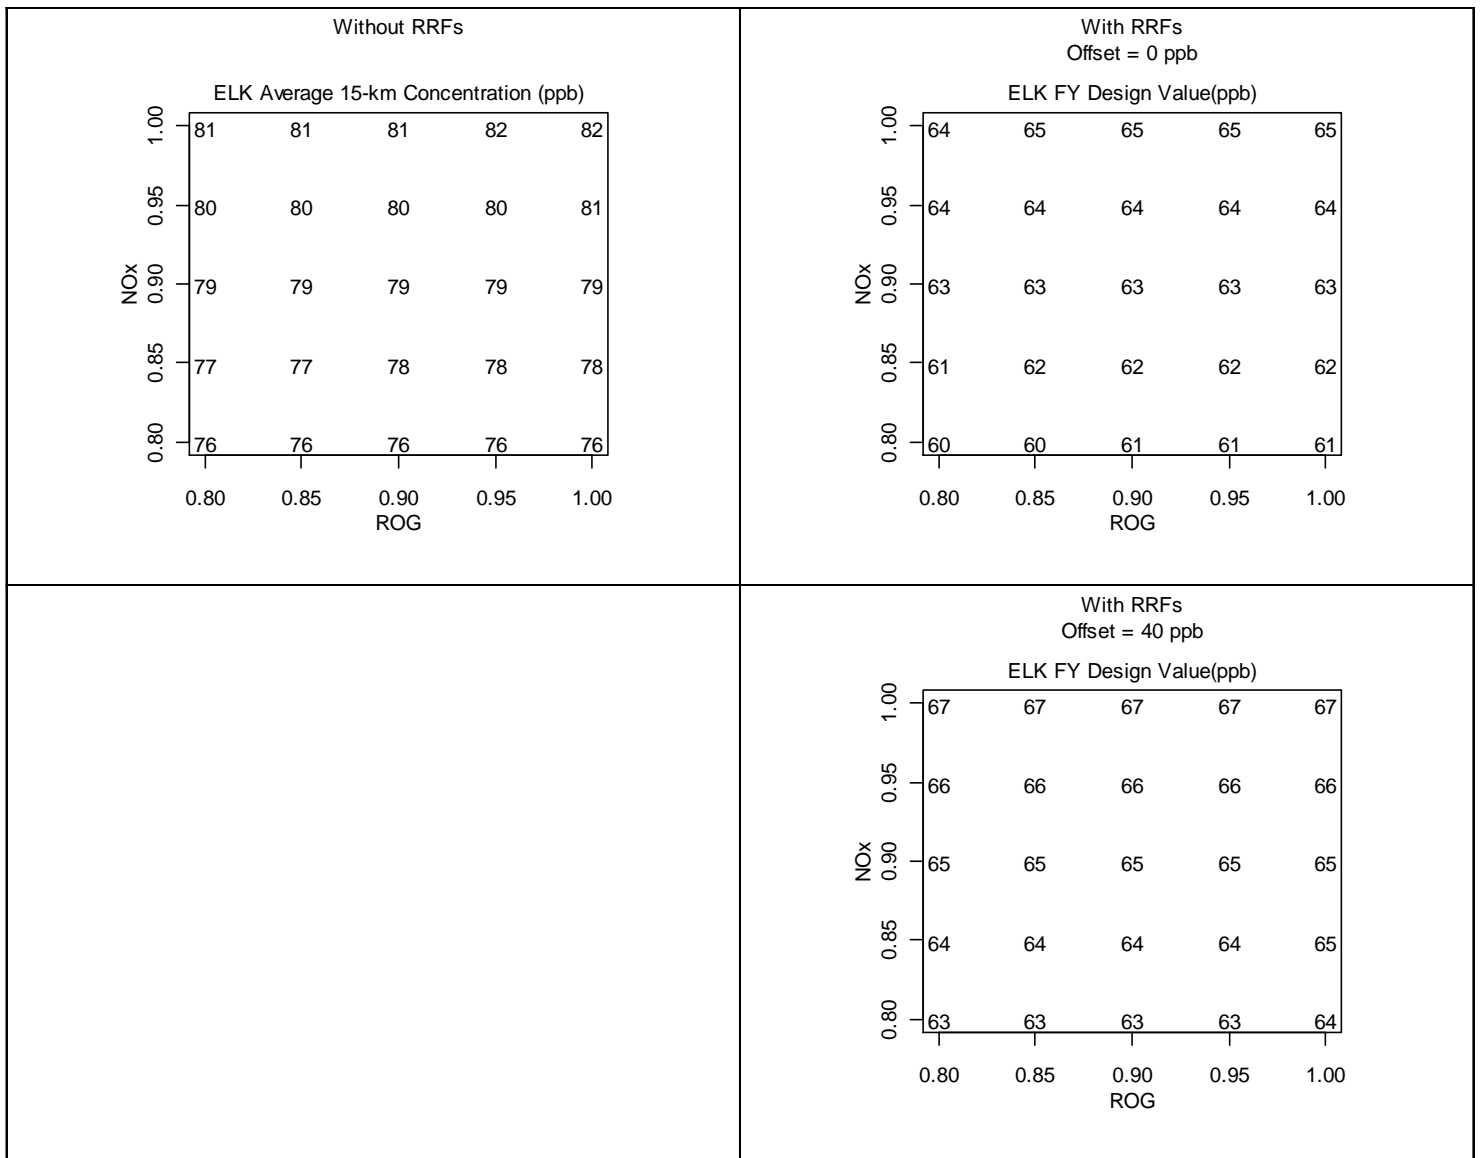 Without RRFs
ELK Average 15-km Concentration (ppb)
1.00 81 81 81 82 82
0.95 80 80 80 80 81
NOx
0.90 79 79 79 79 79
0.85 77 77 78 78 78
0.80 76 76 76 76 76
0.80 0.85 0.90 0.95 1.00
ROG
With RRFs
Offset = 0 ppb
ELK FY Design Value(ppb)
1.00 64 65 65 65 65
0.95 64 64 64 64 64
NOx
0.90 63 63 63 63 63
0.85 61 62 62 62 62
0.80 60 60 61 61 61
0.80 0.85 0.90 0.95 1.00
ROG
With RRFs
Offset = 40 ppb
ELK FY Design Value(ppb)
1.00 67 67 67 67 67
0.95 66 66 66 66 66
NOx
0.90 65 65 65 65 65
0.85 64 64 64 64 65
0.80 63 63 63 63 64
0.80 0.85 0.90 0.95 1.00
ROG